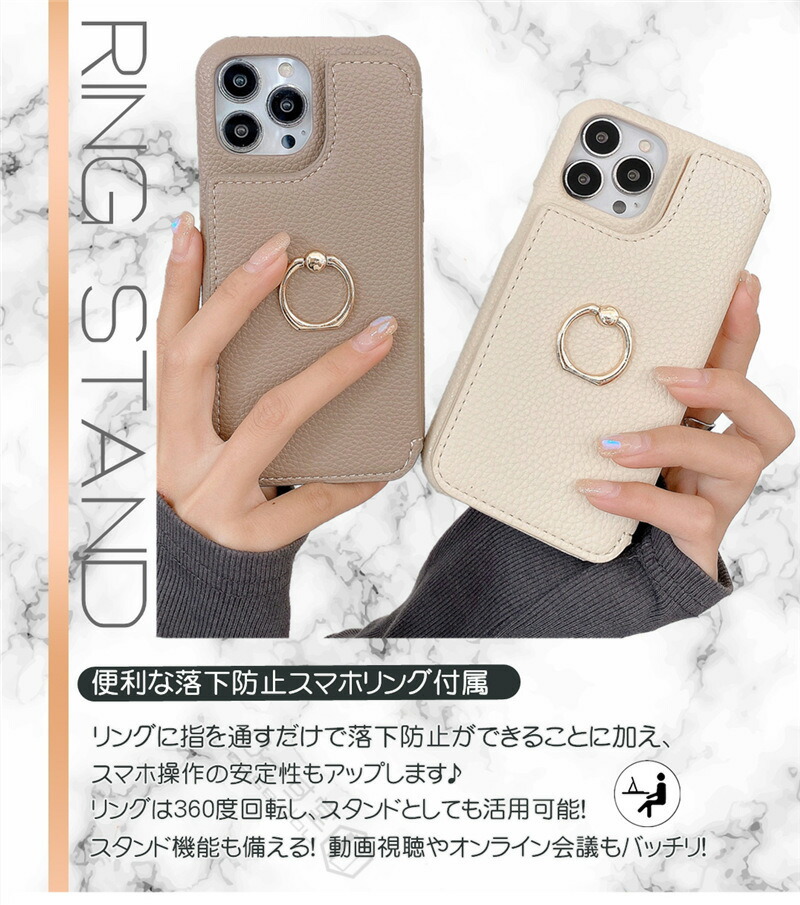 RING STAND
便利な落下防止スマホリング付属
リングに指を通すだけで落下防止ができることに加え、
スマホ操作の安定性もアップします♪
リングは360度回転し、スタンドとしても活用可能!
スタンド機能も備える! 動画視聴やオンライン会議もバッチリ!